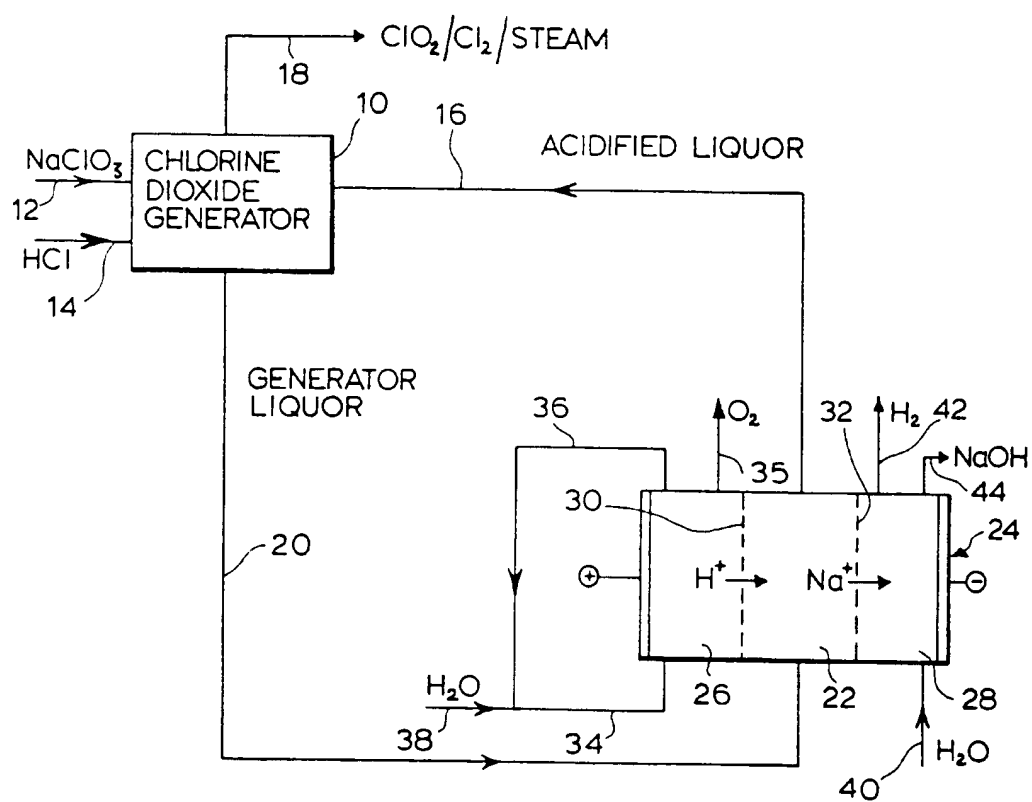 ClO₂/Cl₂/STEAM
18
10
16
ACIDIFIED LIQUOR
NaClO₃
12
CHLORINE
DIOXIDE
GENERATOR
HCl
14
GENERATOR
LIQUOR
36
O₂
32
H₂
42
NaOH
44
35
30
24
20
⊕
H⁺
Na⁺
⊖
H₂O
26
22
28
38
34
H₂O
40